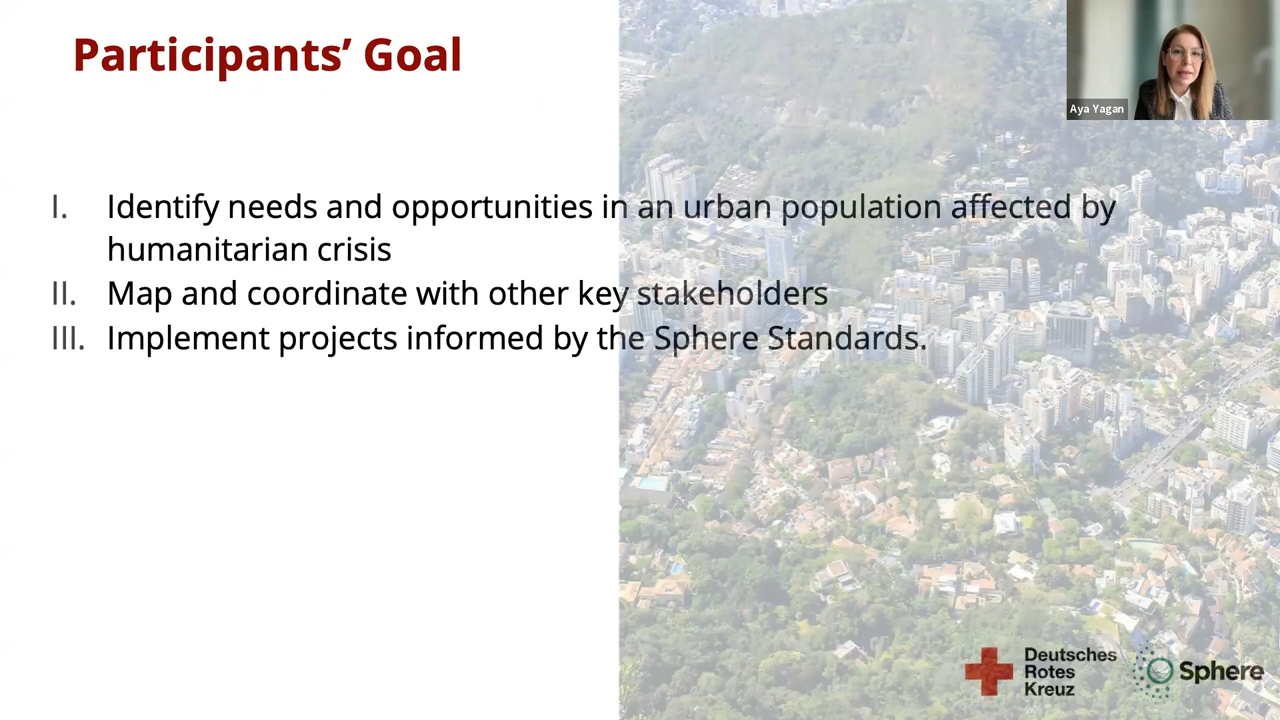 Participants’ Goal
Aya Yagan
I. Identify needs and opportunities in an urban population affected by
humanitarian crisis
II. Map and coordinate with other key stakeholders
III. Implement projects informed by the Sphere Standards.
Deutsches
Rotes
Kreuz
Sphere